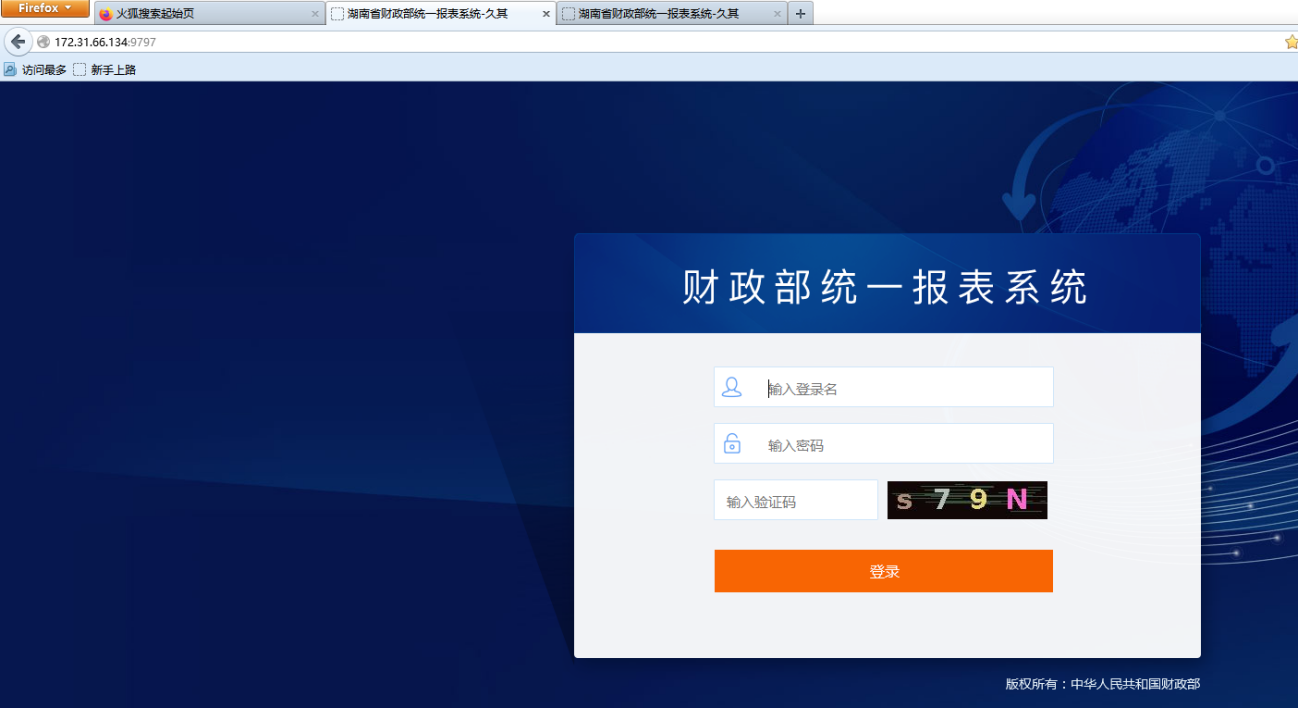 Firefox
火狐搜索起始页
湖南省财政部统一报表系统-久其
湖南省财政部统一报表系统-久其
172.31.66.134:9797
访问最多 新手上路
财政部统一报表系统
输入登录名
输入密码
输入验证码 s79N
登录
版权所有：中华人民共和国财政部